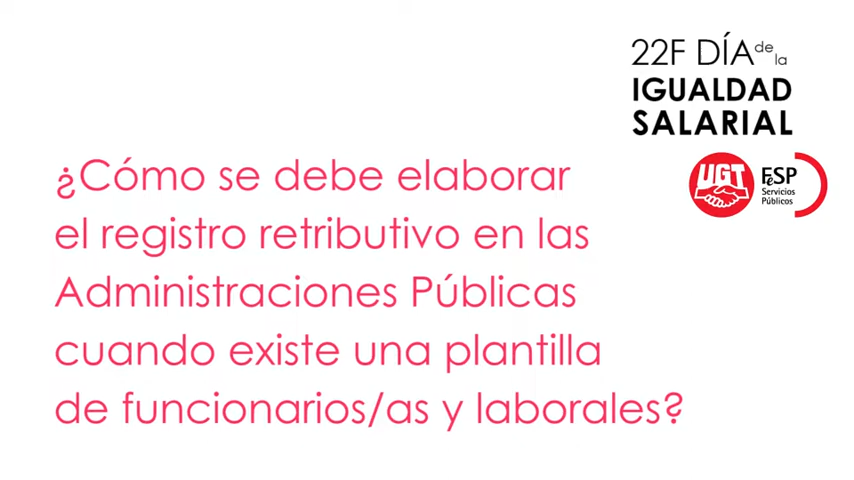 22F DÍA de la
IGUALDAD
SALARIAL
UGT
FeSP
Servicios
Públicos
¿Cómo se debe elaborar
el registro retributivo en las
Administraciones Públicas
cuando existe una plantilla
de funcionarios/as y laborales?